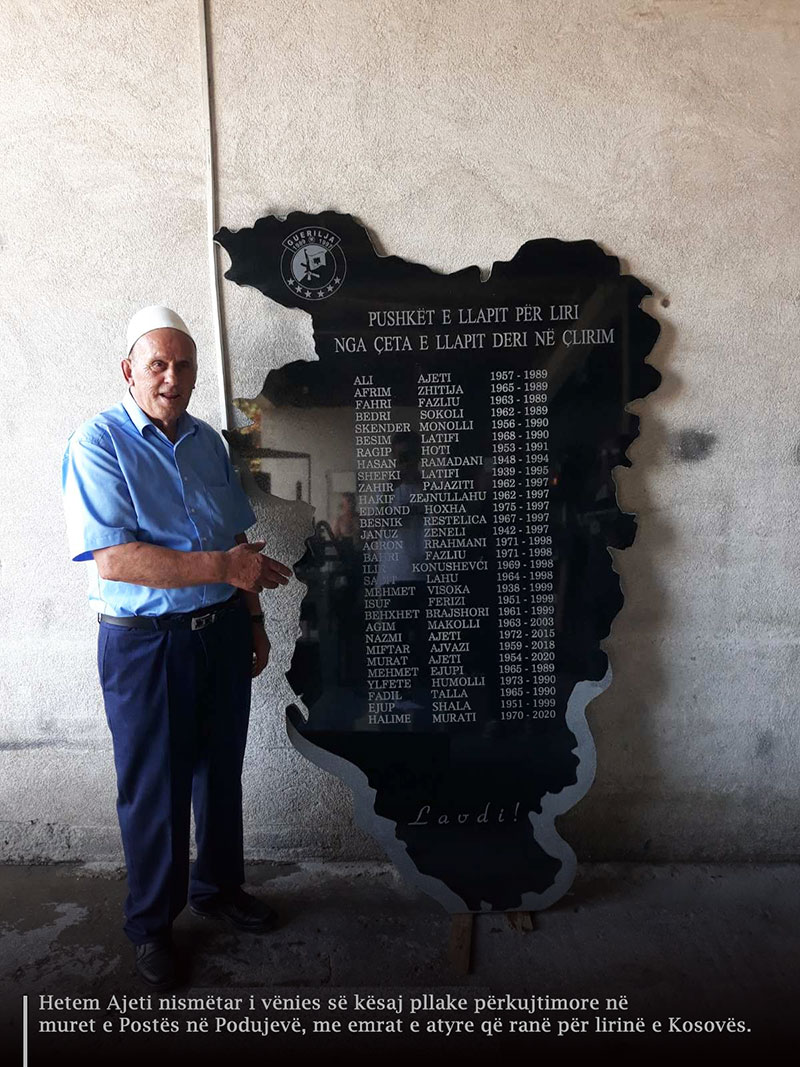 GUERILJA
PUSHKËT E LLAPIT PËR LIRI
NGA ÇETA E LLAPIT DERI NË ÇLIRIM
ALI AJETI 1957 - 1989
AFRIM ZHITIJA 1965 - 1989
FAHRI FAZLIU 1963 - 1989
BEDRI SOKOLI 1962 - 1989
SKENDER MONOLLI 1956 - 1990
BESIM LATIFI 1968 - 1990
RAGIP HOTI 1953 - 1991
HASAN RAMADANI 1948 - 1994
SHEFKI LATIFI 1939 - 1995
ZAHIR PAJAZITI 1962 - 1997
HAKIF ZEJNULLAHU 1962 - 1997
EDMOND HOXHA 1975 - 1997
BESNIK RESTELICA 1967 - 1997
JANUZ ZENELI 1942 - 1997
AGRON RRAHMANI 1971 - 1998
BAHRI FAZLIU 1971 - 1998
ILIR KONUSHEVCI 1969 - 1998
LAHU 1964 - 1998
MEHMET VISOKA 1938 - 1999
ISUF FERIZI 1951 - 1999
BEHXHET BRAJSHORI 1961 - 1999
AGIM MAKOLLI 1963 - 2003
NAZMI AJETI 1972 - 2015
MIFTAR AJVAZI 1959 - 2018
MURAT AJETI 1954 - 2020
MEHMET EJUPI 1965 - 1989
YLFETE HUMOLLI 1973 - 1990
FADIL TALLA 1965 - 1990
EJUP SHALA 1951 - 1999
HALIME MURATI 1970 - 2020
Lavdi!
Hetem Ajeti nismëtar i vënies së kësaj pllake përkujtimore në
muret e Postës në Podujevë, me emrat e atyre që ranë për lirinë e Kosovës.